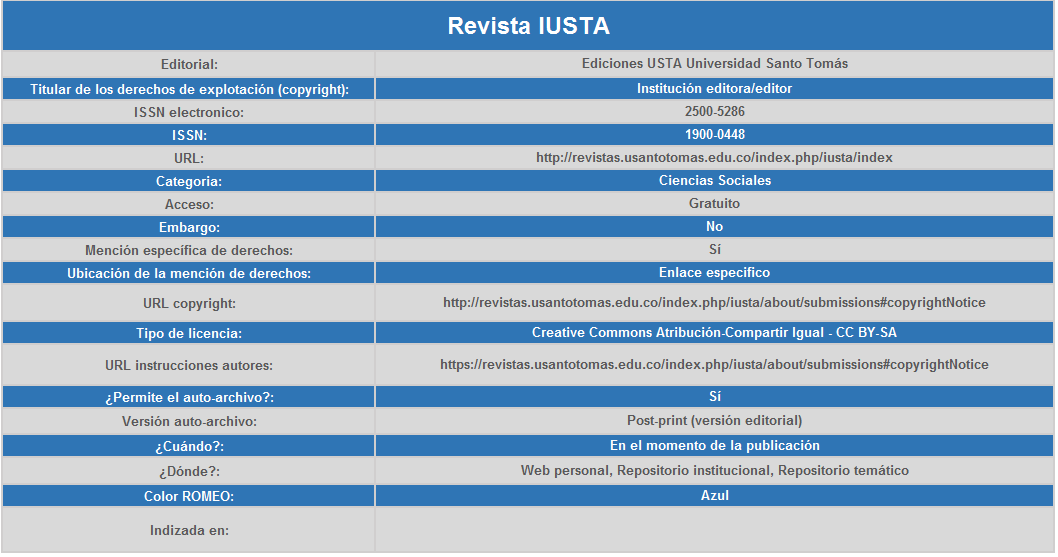 Revista IUSTA
Editorial: Ediciones USTA Universidad Santo Tomás
Titular de los derechos de explotación (copyright): Institución editora/editor
ISSN electronico: 2500-5286
ISSN: 1900-0448
URL: http://revistas.usantotomas.edu.co/index.php/iusta/index
Categoria: Ciencias Sociales
Acceso: Gratuito
Embargo: No
Mención específica de derechos: Sí
Ubicación de la mención de derechos: Enlace especifico
URL copyright: http://revistas.usantotomas.edu.co/index.php/iusta/about/submissions#copyrightNotice
Tipo de licencia: Creative Commons Atribución-Compartir Igual - CC BY-SA
URL instrucciones autores: https://revistas.usantotomas.edu.co/index.php/iusta/about/submissions#copyrightNotice
¿Permite el auto-archivo?: Sí
Versión auto-archivo: Post-print (versión editorial)
¿Cuándo?: En el momento de la publicación
¿Dónde?: Web personal, Repositorio institucional, Repositorio temático
Color ROMEO: Azul
Indizada en: